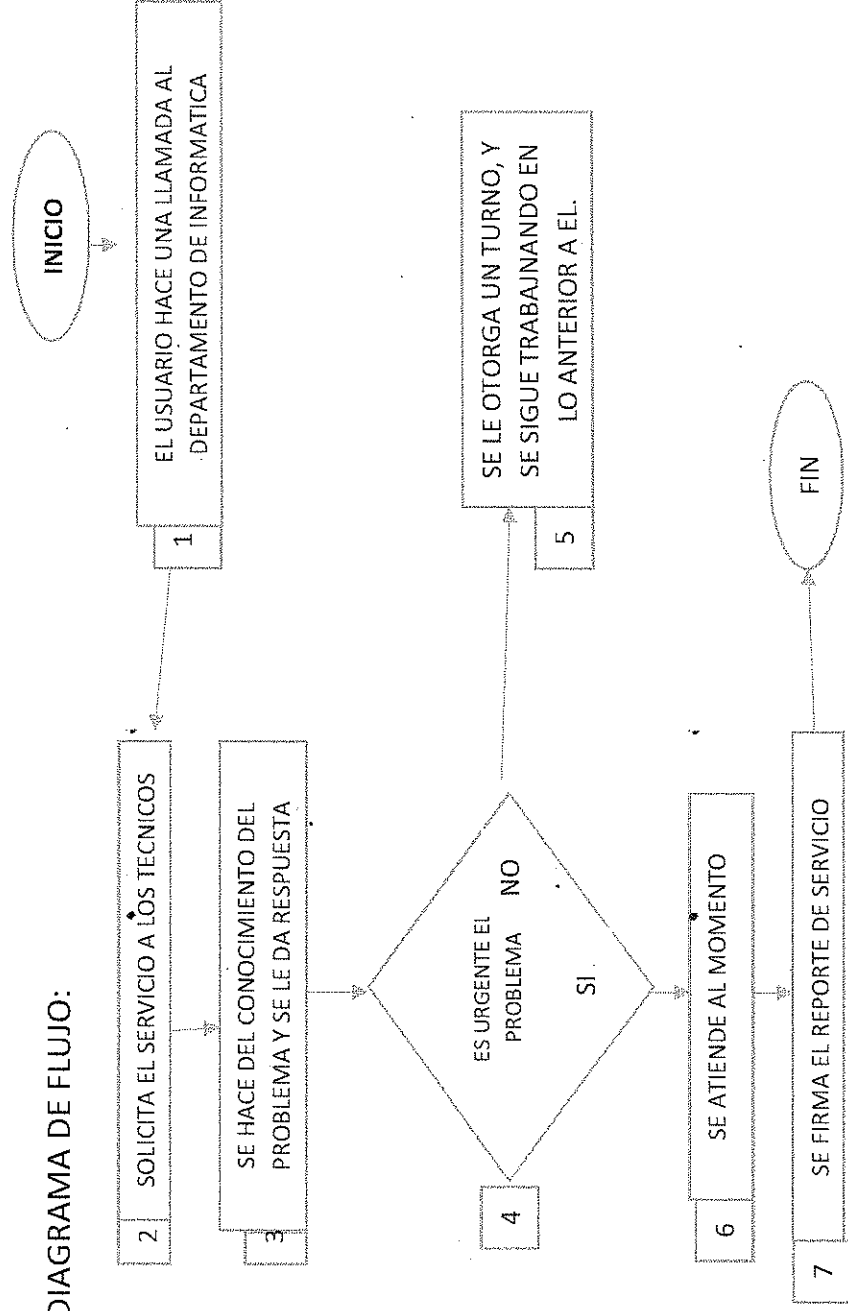 DIAGRAMA DE FLUJO:
INICIO
1
EL USUARIO HACE UNA LLAMADA AL
DEPARTAMENTO DE INFORMATICA
2
SOLICITA EL SERVICIO A LOS TECNICOS
3
SE HACE DEL CONOCIMIENTO DEL
PROBLEMA Y SE LE DA RESPUESTA
4
ES URGENTE EL
PROBLEMA
NO
SI
5
SE LE OTORGA UN TURNO, Y
SE SIGUE TRABAJNANDO EN
LO ANTERIOR A EL.
6
SE ATIENDE AL MOMENTO
7
SE FIRMA EL REPORTE DE SERVICIO
FIN